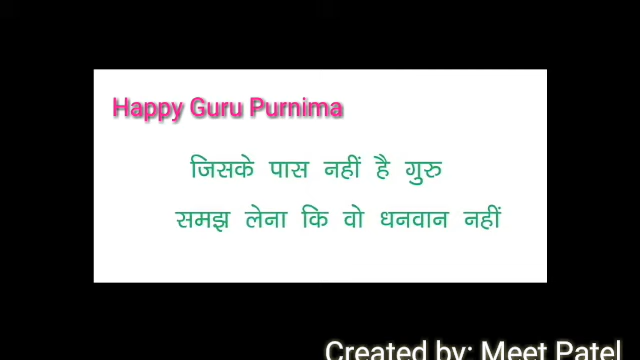 Happy Guru Purnima
जिसके पास नहीं है गुरु
समझ लेना कि वो धनवान नहीं
Created by: Meet Patel